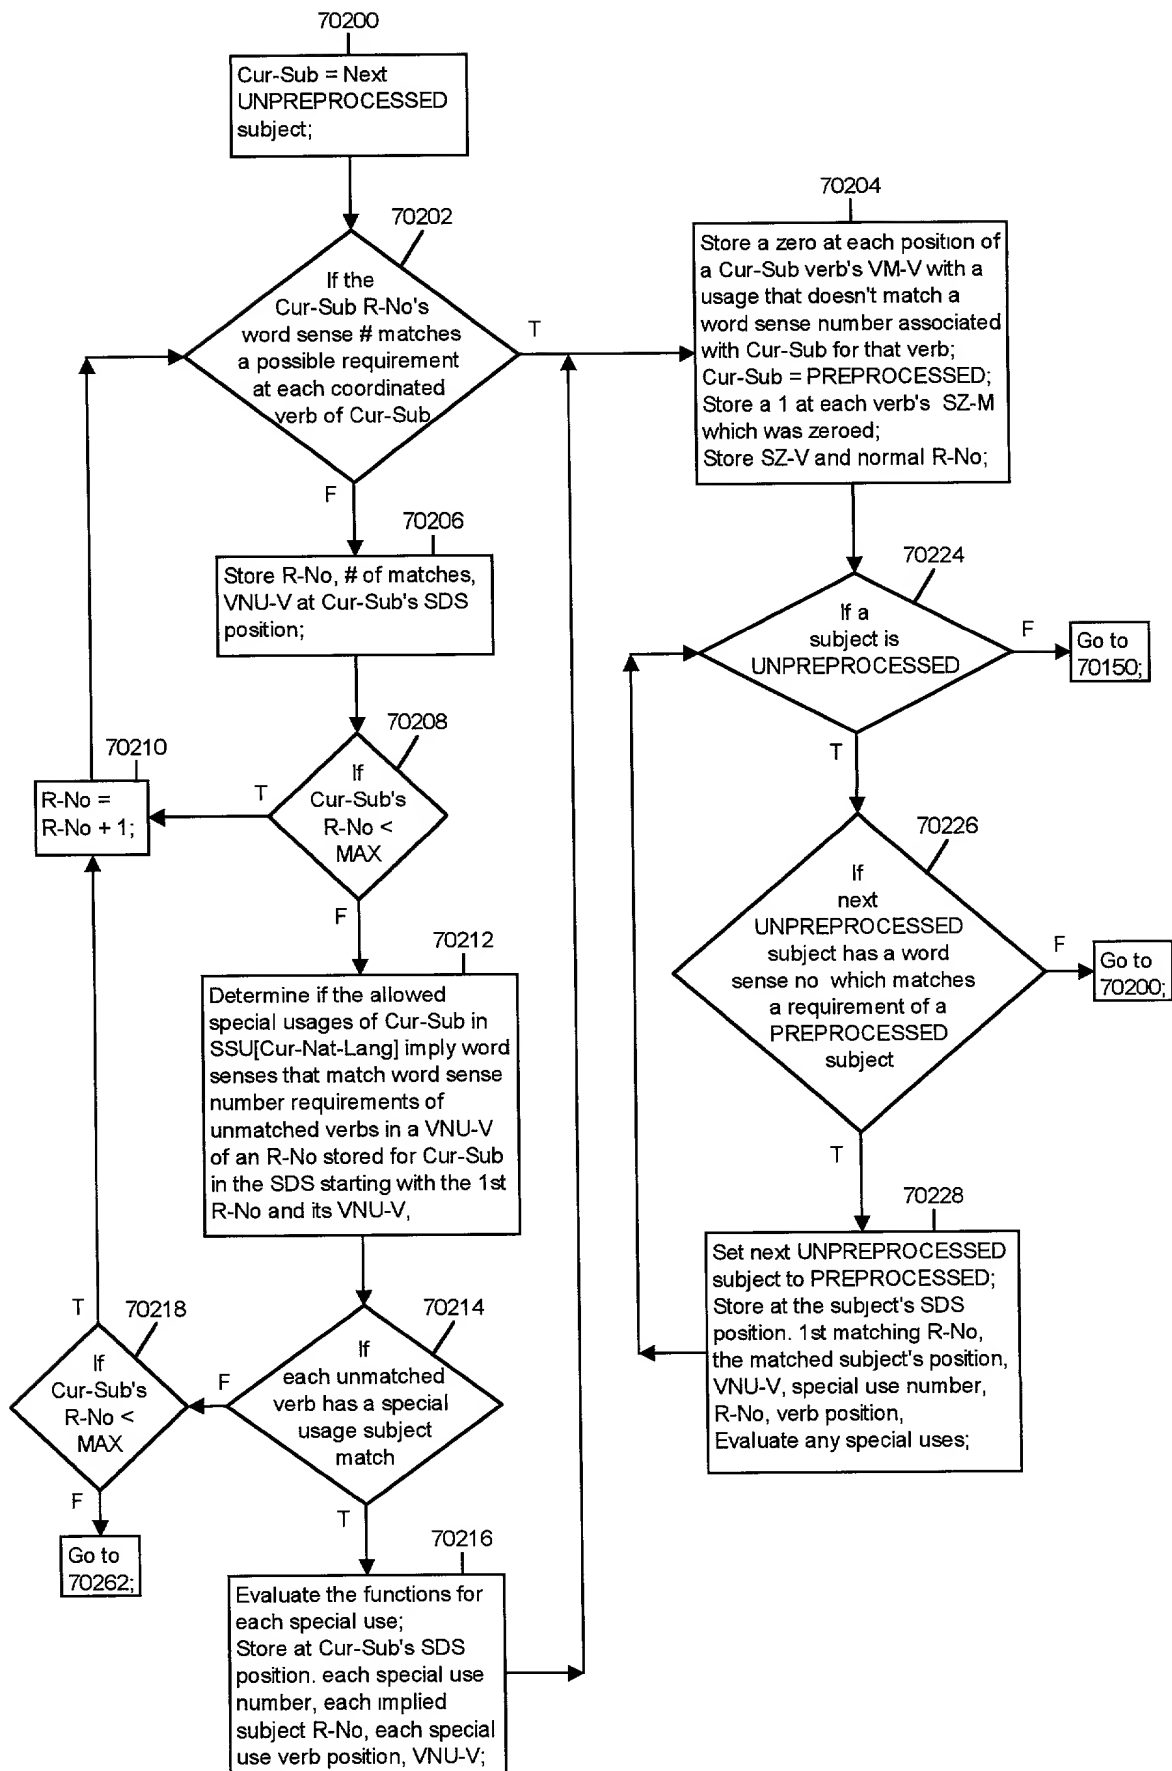 70200
Cur-Sub = Next
UNPREPROCESSED
subject;
70202
If the
Cur-Sub R-No's
word sense # matches
a possible requirement
at each coordinated
verb of Cur-Sub
T
F
70204
Store a zero at each position of
a Cur-Sub verb's VM-V with a
usage that doesn't match a
word sense number associated
with Cur-Sub for that verb;
Cur-Sub = PREPROCESSED;
Store a 1 at each verb's SZ-M
which was zeroed;
Store SZ-V and normal R-No;
70206
Store R-No, # of matches,
VNU-V at Cur-Sub's SDS
position;
70208
If
Cur-Sub's
R-No <
MAX
T
F
70210
R-No =
R-No + 1;
70212
Determine if the allowed
special usages of Cur-Sub in
SSU[Cur-Nat-Lang] imply word
senses that match word sense
number requirements of
unmatched verbs in a VNU-V
of an R-No stored for Cur-Sub
in the SDS starting with the 1st
R-No and its VNU-V,
70214
If
each unmatched
verb has a special
usage subject
match
F
T
70218
T
If
Cur-Sub's
R-No <
MAX
F
Go to
70262;
70216
Evaluate the functions for
each special use;
Store at Cur-Sub's SDS
position. each special use
number, each implied
subject R-No, each special
use verb position, VNU-V;
70224
If a
subject is
UNPREPROCESSED
F
Go to
70150;
T
70226
If
next
UNPREPROCESSED
subject has a word
sense no which matches
a requirement of a
PREPROCESSED
subject
F
Go to
70200;
T
70228
Set next UNPREPROCESSED
subject to PREPROCESSED;
Store at the subject's SDS
position. 1st matching R-No,
the matched subject's position,
VNU-V, special use number,
R-No, verb position,
Evaluate any special uses;